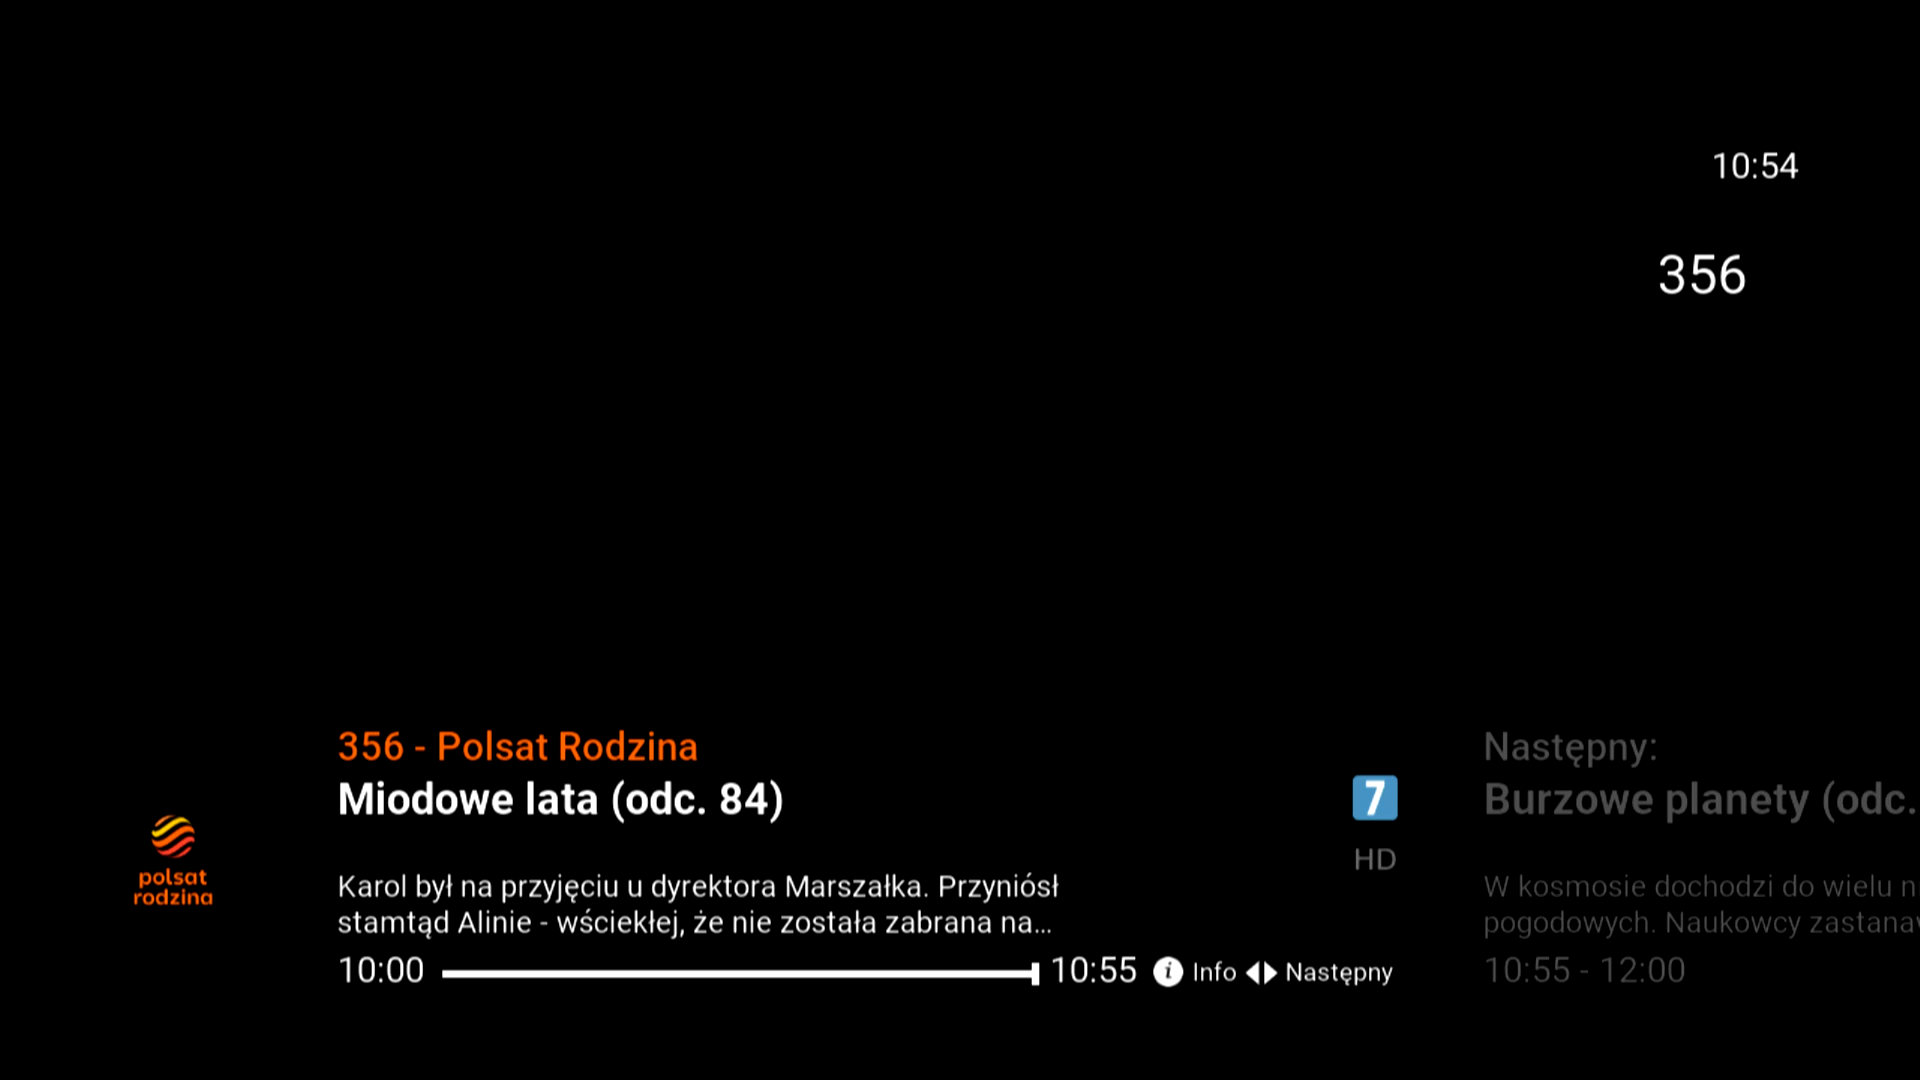 10:54
356
356 - Polsat Rodzina
Miodowe lata (odc. 84)
7
HD
polsat
rodzina
Karol był na przyjęciu u dyrektora Marszałka. Przyniósł
stamtąd Alinie - wściekłej, że nie została zabrana na...
10:00 10:55 i Info Następny
Następny:
Burzowe planety (odc.
W kosmosie dochodzi do wielu n
pogodowych. Naukowcy zastanaw
10:55 - 12:00